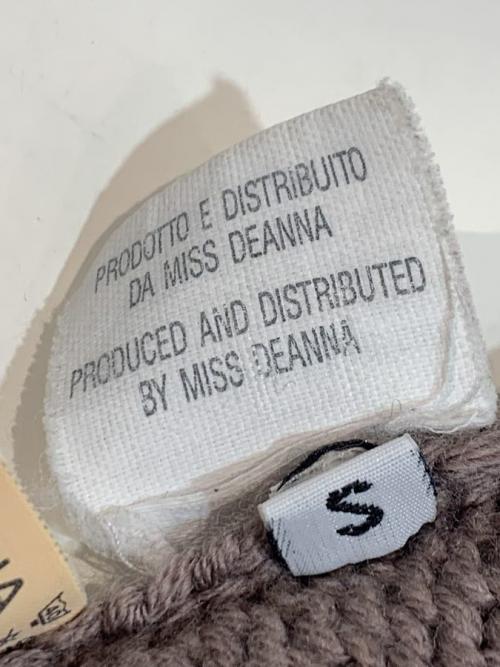 PRODOTTO E DISTRIBUITO
DA MISS DEANNA
PRODUCED AND DISTRIBUTED
BY MISS DEANNA
S